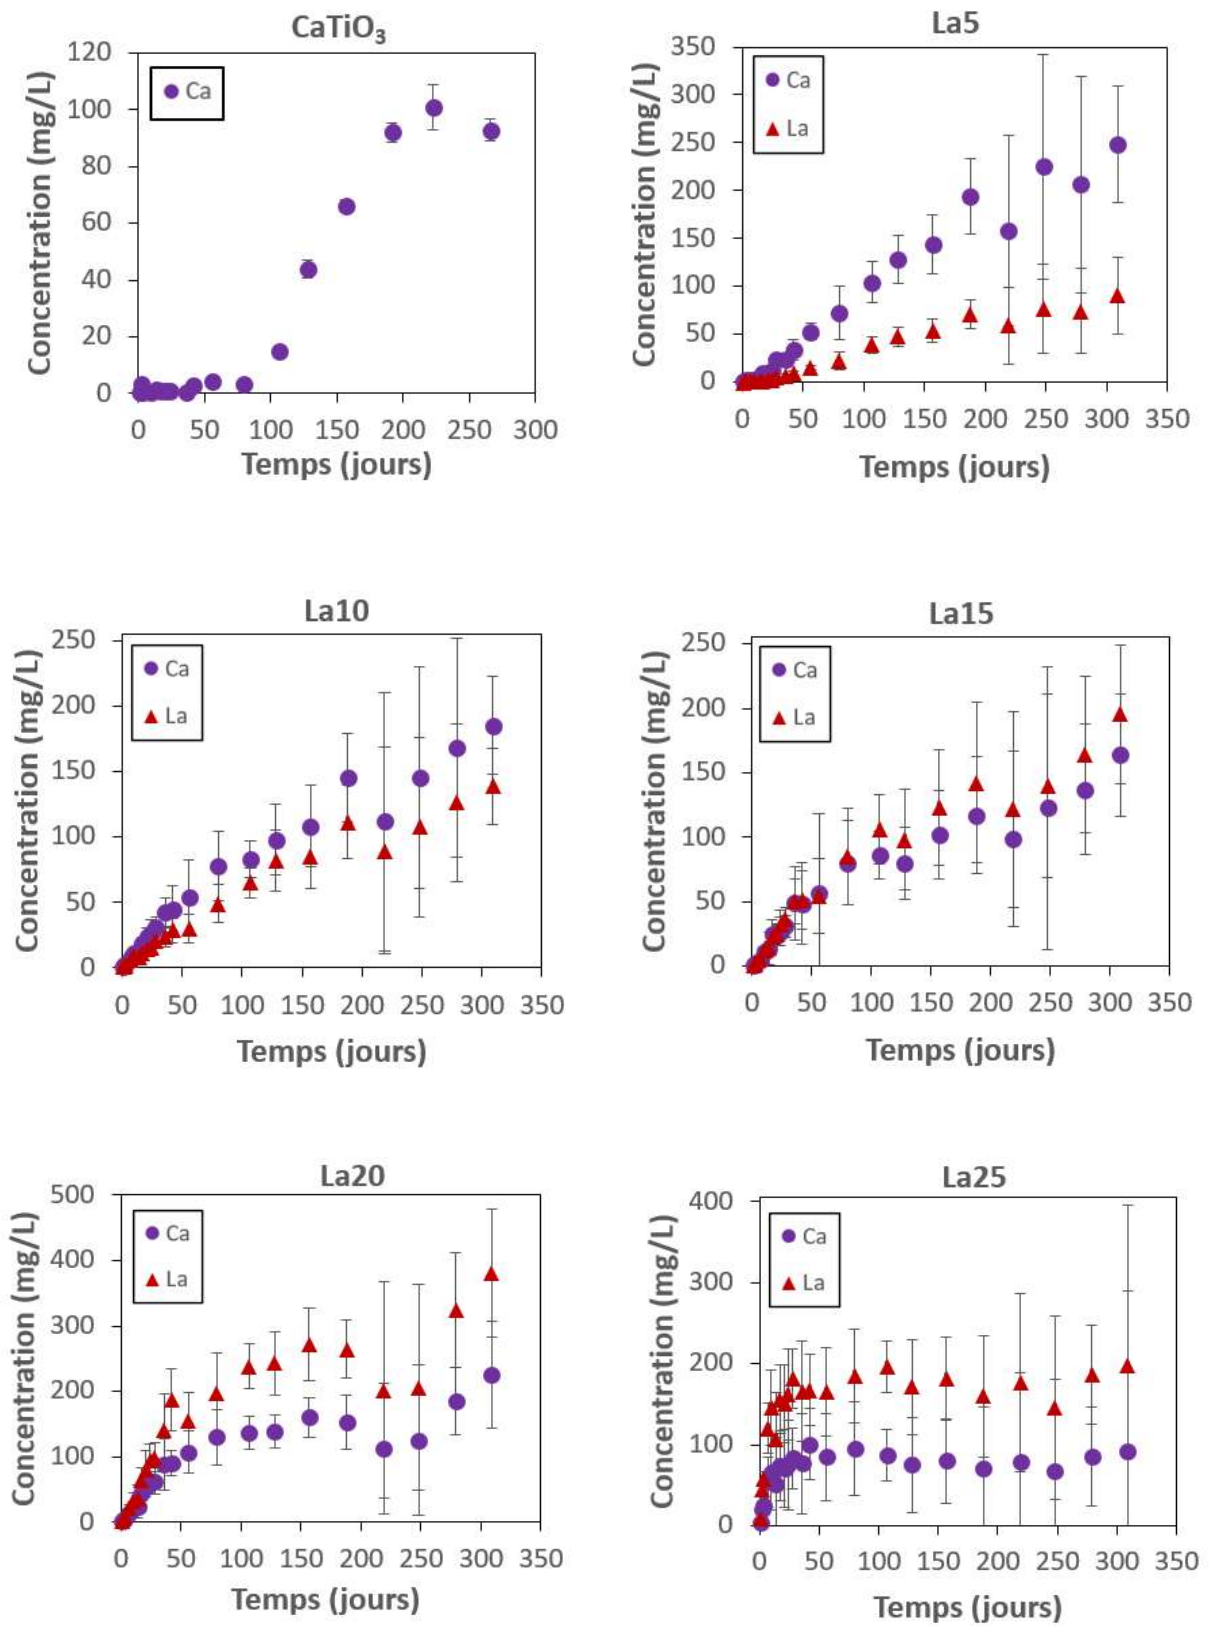 CaTiO3
Concentration (mg/L)
120
100
80
60
40
20
0
Ca
0 50 100 150 200 250 300
Temps (jours)
La5
Concentration (mg/L)
350
300
250
200
150
100
50
0
Ca
La
0 50 100 150 200 250 300 350
Temps (jours)
La10
Concentration (mg/L)
250
200
150
100
50
0
Ca
La
0 50 100 150 200 250 300 350
Temps (jours)
La15
Concentration (mg/L)
250
200
150
100
50
0
Ca
La
0 50 100 150 200 250 300 350
Temps (jours)
La20
Concentration (mg/L)
500
400
300
200
100
0
Ca
La
0 50 100 150 200 250 300 350
Temps (jours)
La25
Concentration (mg/L)
400
300
200
100
0
Ca
La
0 50 100 150 200 250 300 350
Temps (jours)